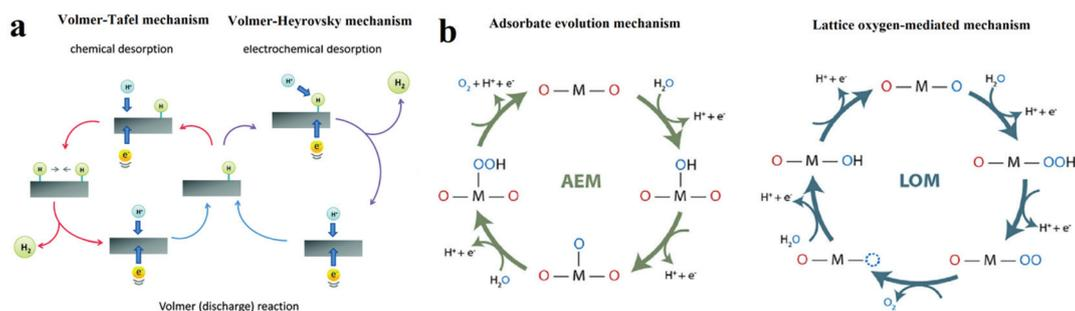 a
Volmer-Tafel mechanism
chemical desorption
Volmer-Heyrovsky mechanism
electrochemical desorption
H⁺
H
e⁻
H
H
H₂
H⁺
e⁻
H
H⁺
H
e⁻
H₂
H⁺
e⁻
Volmer (discharge) reaction
b
Adsorbate evolution mechanism
O — M — O
H₂O
H⁺+ e⁻
OH
O — M — O
H⁺+ e⁻
O
O — M — O
H₂O
H⁺+ e⁻
OOH
O — M — O
O₂ + H⁺+ e⁻
AEM
Lattice oxygen-mediated mechanism
O — M — O
H₂O
H⁺+ e⁻
O — M — OOH
H⁺+ e⁻
O — M — OO
O₂
O — M —
H₂O
H⁺+ e⁻
O — M — OH
H⁺+ e⁻
LOM